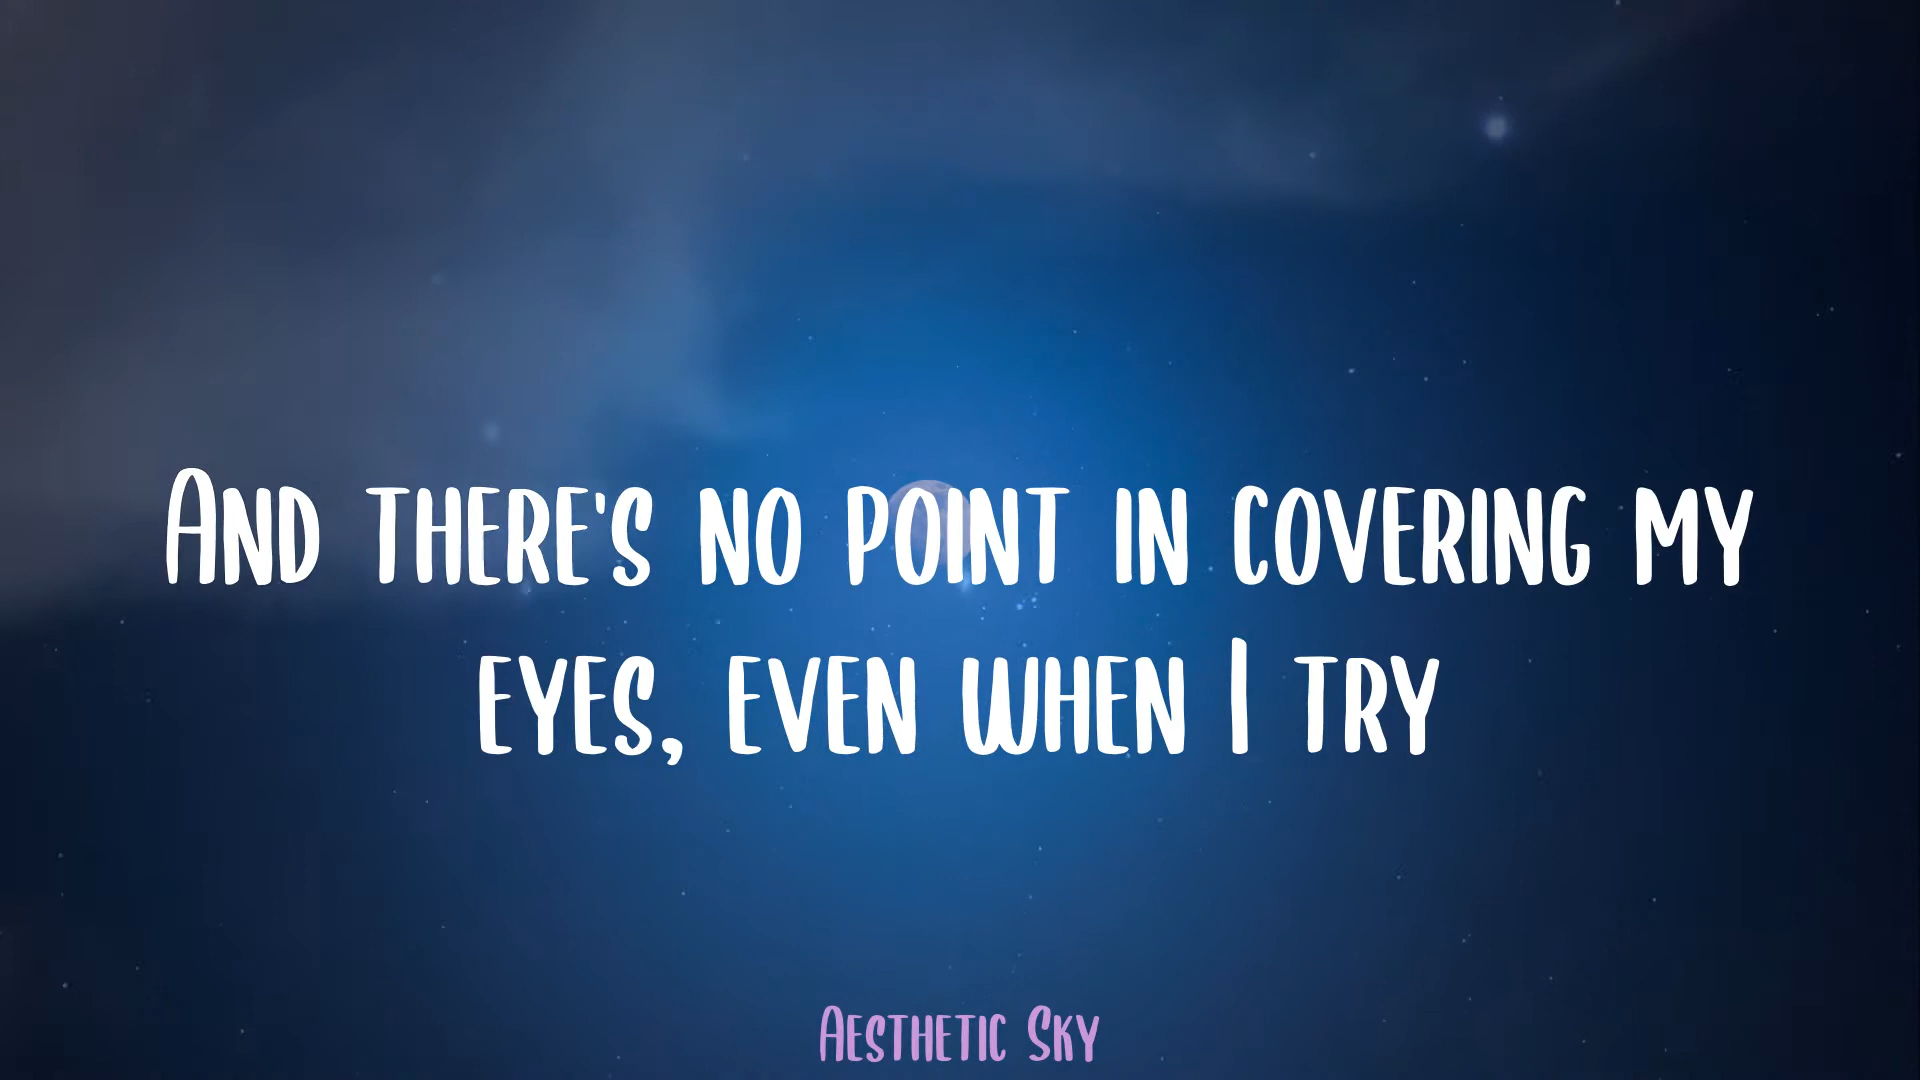 And there's no point in covering my
eyes, even when I try
Aesthetic Sky